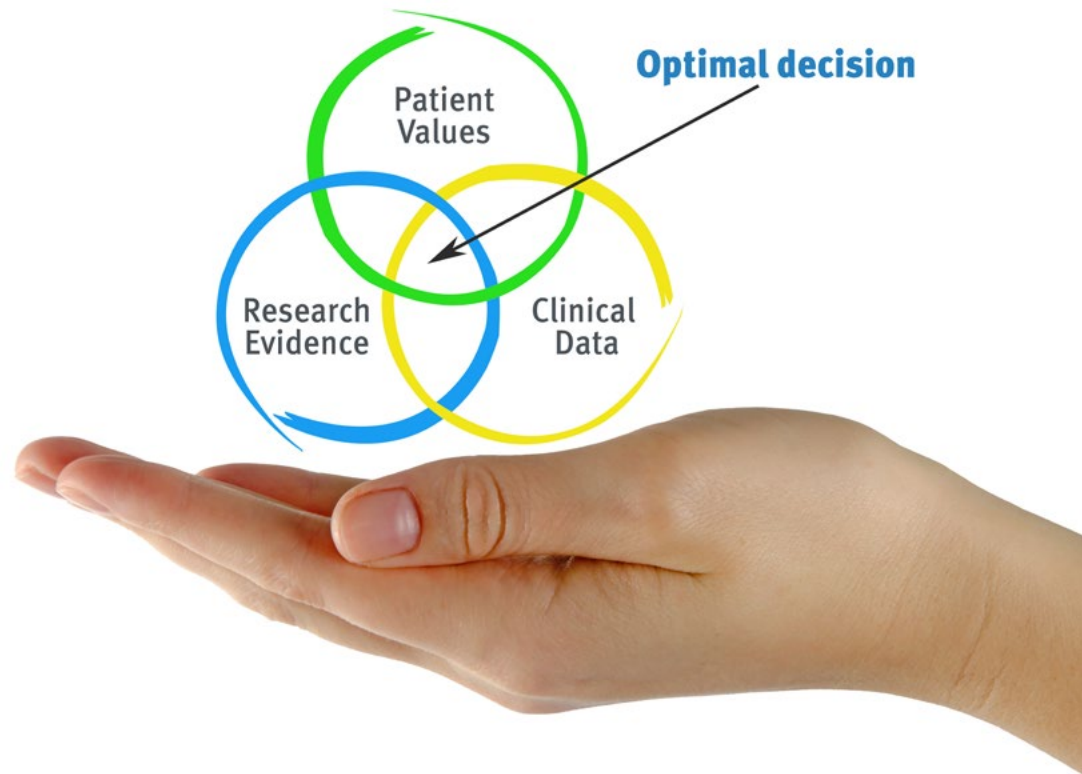 Optimal decision
Patient
Values
Research
Evidence
Clinical
Data